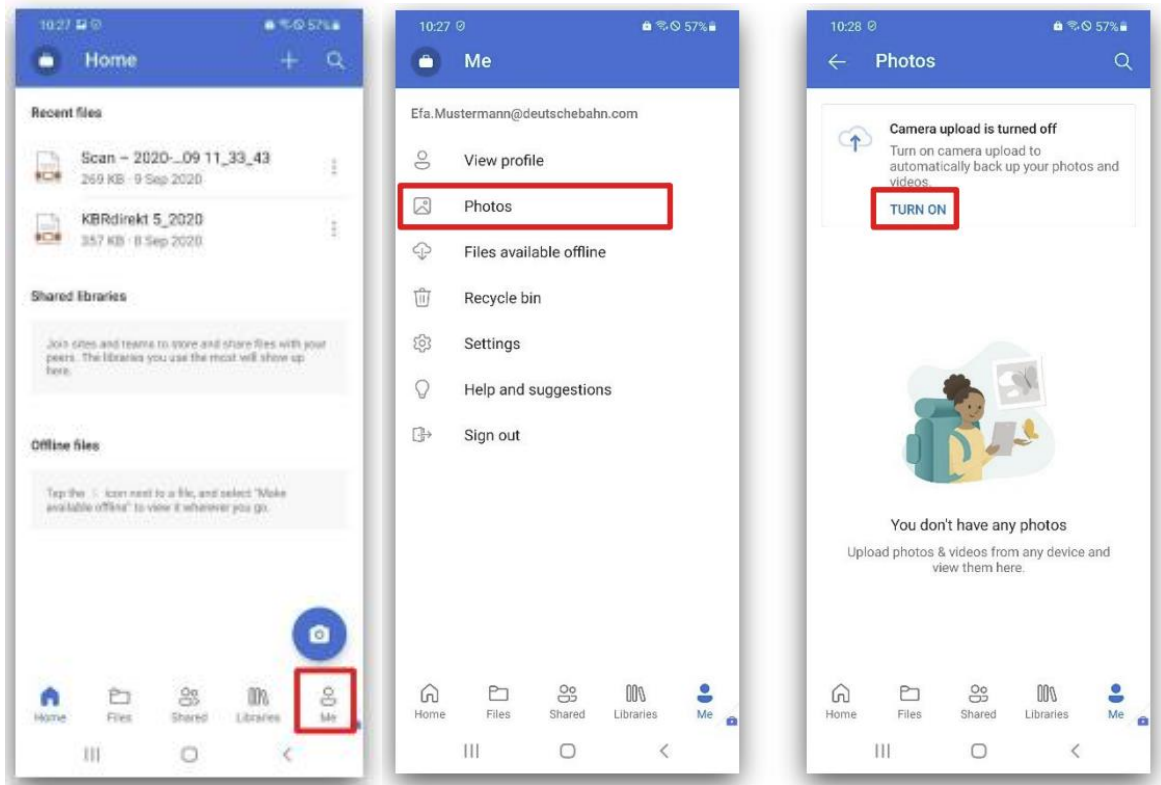 10:27
57%
Home
Recent files
Scan – 2020-...09 11_33_43
269 KB · 9 Sep 2020
KBRdirekt 5_2020
357 KB · 8 Sep 2020
Shared libraries
Join sites and teams to store and share files with your
peers. The libraries you use the most will show up
here.
Offline files
Tap the ⋮ icon next to a file, and select "Make
available offline" to view it wherever you go.
Home
Files
Shared
Libraries
Me
10:27
57%
Me
Efa.Mustermann@deutschebahn.com
View profile
Photos
Files available offline
Recycle bin
Settings
Help and suggestions
Sign out
Home
Files
Shared
Libraries
Me
10:28
57%
Photos
Camera upload is turned off
Turn on camera upload to
automatically back up your photos and
videos.
TURN ON
You don't have any photos
Upload photos & videos from any device and
view them here.
Home
Files
Shared
Libraries
Me